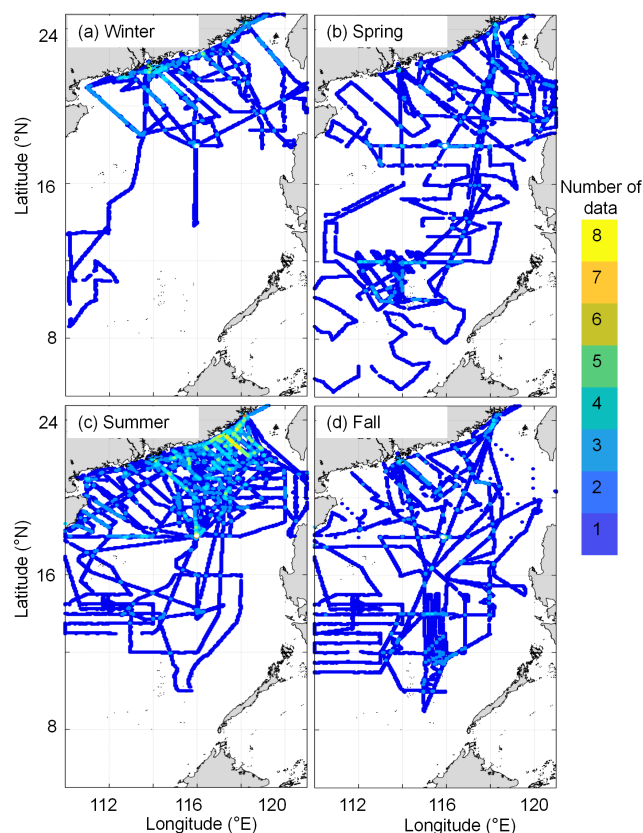 (a) Winter
(b) Spring
24
16
8
Latitude (°N)
Number of
data
8
7
6
5
4
3
2
1
(c) Summer
(d) Fall
24
16
8
Latitude (°N)
112
116
120
112
116
120
Longitude (°E)
Longitude (°E)